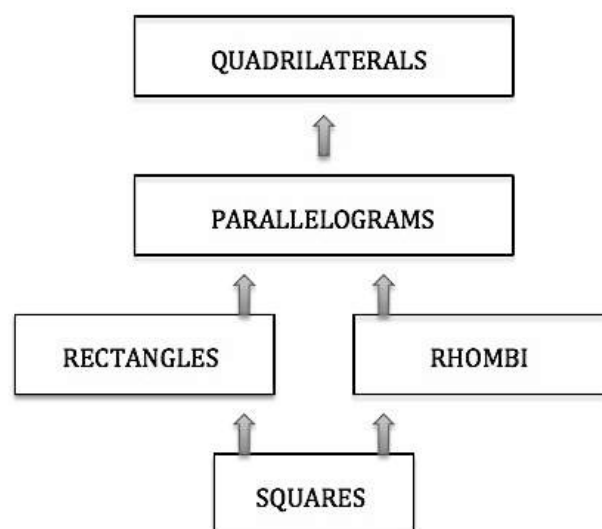 QUADRILATERALS
PARALLELOGRAMS
RECTANGLES
RHOMBI
SQUARES